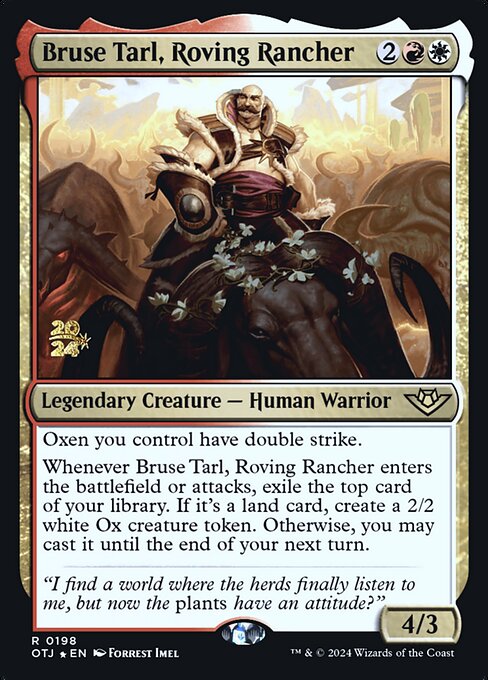 Bruse Tarl, Roving Rancher 2
2024
Legendary Creature — Human Warrior
Oxen you control have double strike.
Whenever Bruse Tarl, Roving Rancher enters
the battlefield or attacks, exile the top card
of your library. If it's a land card, create a 2/2
white Ox creature token. Otherwise, you may
cast it until the end of your next turn.
"I find a world where the herds finally listen to
me, but now the plants have an attitude?"
4/3
R 0198
OTJ ★ EN Forrest Imel
™ & © 2024 Wizards of the Coast